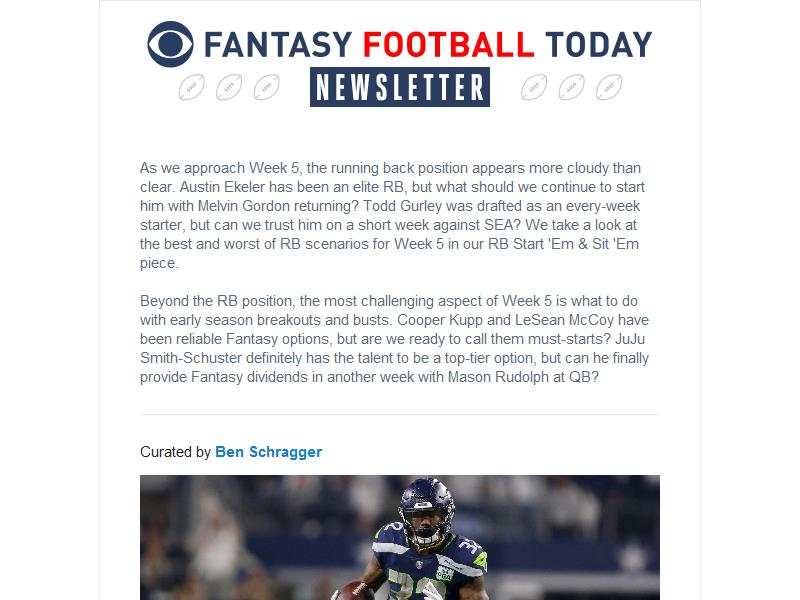 FANTASY FOOTBALL TODAY
NEWSLETTER
As we approach Week 5, the running back position appears more cloudy than
clear. Austin Ekeler has been an elite RB, but what should we continue to start
him with Melvin Gordon returning? Todd Gurley was drafted as an every-week
starter, but can we trust him on a short week against SEA? We take a look at
the best and worst of RB scenarios for Week 5 in our RB Start 'Em & Sit 'Em
piece.
Beyond the RB position, the most challenging aspect of Week 5 is what to do
with early season breakouts and busts. Cooper Kupp and LeSean McCoy have
been reliable Fantasy options, but are we ready to call them must-starts? JuJu
Smith-Schuster definitely has the talent to be a top-tier option, but can he finally
provide Fantasy dividends in another week with Mason Rudolph at QB?
Curated by Ben Schragger
32